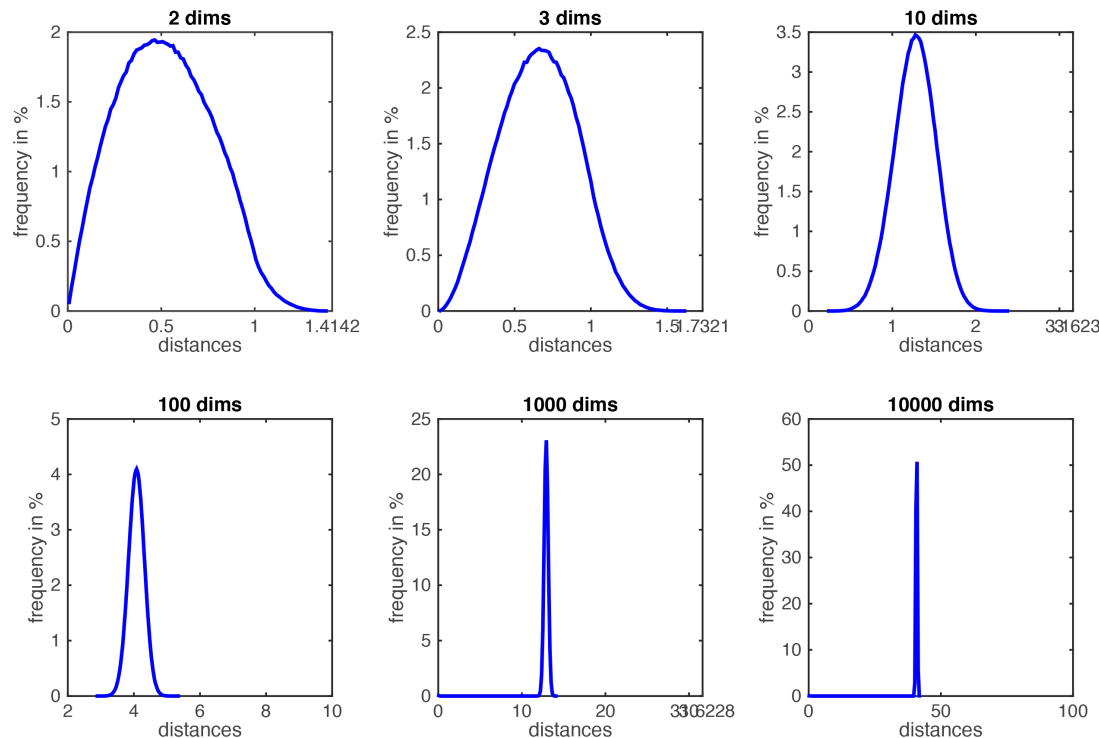 2 dims
2
1.5
1
0.5
0
frequency in %
0 0.5 1 1.4142
distances
3 dims
2.5
2
1.5
1
0.5
0
frequency in %
0 0.5 1 1.5 1.7321
distances
10 dims
3.5
3
2.5
2
1.5
1
0.5
0
frequency in %
0 1 2 3 3.1623
distances
100 dims
5
4
3
2
1
0
frequency in %
2 4 6 8 10
distances
1000 dims
25
20
15
10
5
0
frequency in %
0 10 20 30 31.6228
distances
10000 dims
60
50
40
30
20
10
0
frequency in %
0 50 100
distances